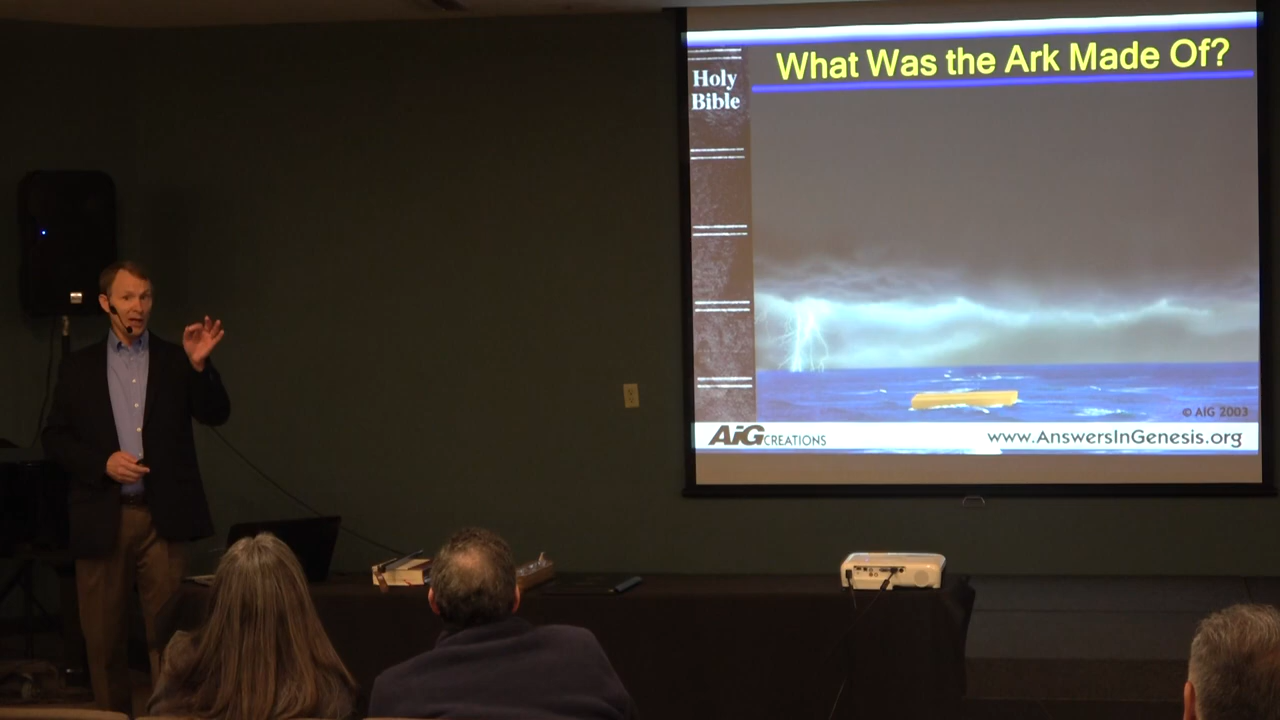 What Was the Ark Made Of?
Holy
Bible
© AIG 2003
AiG CREATIONS
www.AnswersInGenesis.org